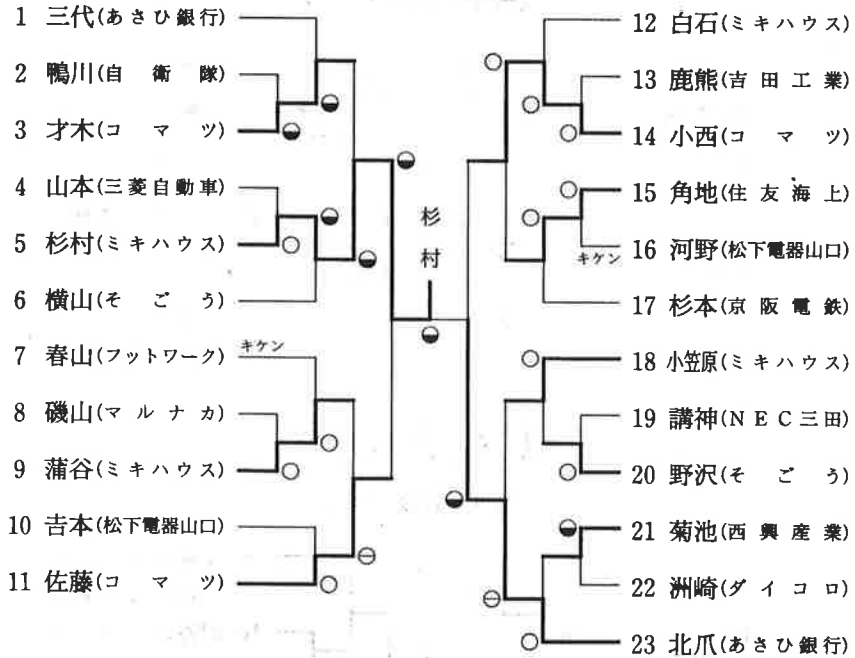 1 三代(あさひ銀行)
2 鴨川(自衛隊)
3 才木(コマツ)
4 山本(三菱自動車)
5 杉村(ミキハウス)
6 横山(そごう)
7 春山(フットワーク) キケン
8 磯山(マルナカ)
9 蒲谷(ミキハウス)
10 吉本(松下電器山口)
11 佐藤(コマツ)
杉村
12 白石(ミキハウス)
13 鹿熊(吉田工業)
14 小西(コマツ)
15 角地(住友海上)
キケン 16 河野(松下電器山口)
17 杉本(京阪電鉄)
18 小笠原(ミキハウス)
19 講神(NEC三田)
20 野沢(そごう)
21 菊池(西興産業)
22 洲崎(ダイコロ)
23 北爪(あさひ銀行)